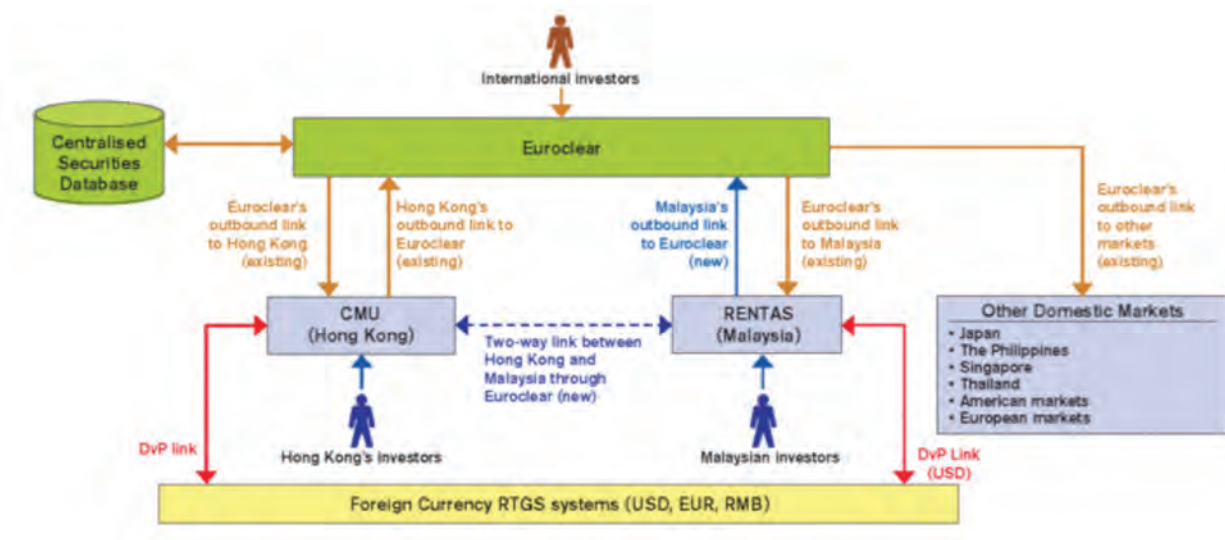 International investors
Centralised
Securities
Database
Euroclear
Euroclear's
outbound link
to Hong Kong
(existing)
Hong Kong's
outbound link to
Euroclear
(existing)
Malaysia's
outbound link
to Euroclear
(new)
Euroclear's
outbound link
to Malaysia
(existing)
Euroclear's
outbound link
to other
markets
(existing)
CMU
(Hong Kong)
Two-way link between
Hong Kong and
Malaysia through
Euroclear (new)
RENTAS
(Malaysia)
Other Domestic Markets
• Japan
• The Philippines
• Singapore
• Thailand
• American markets
• European markets
DvP link
Hong Kong's investors
Malaysian investors
DvP Link
(USD)
Foreign Currency RTGS systems (USD, EUR, RMB)